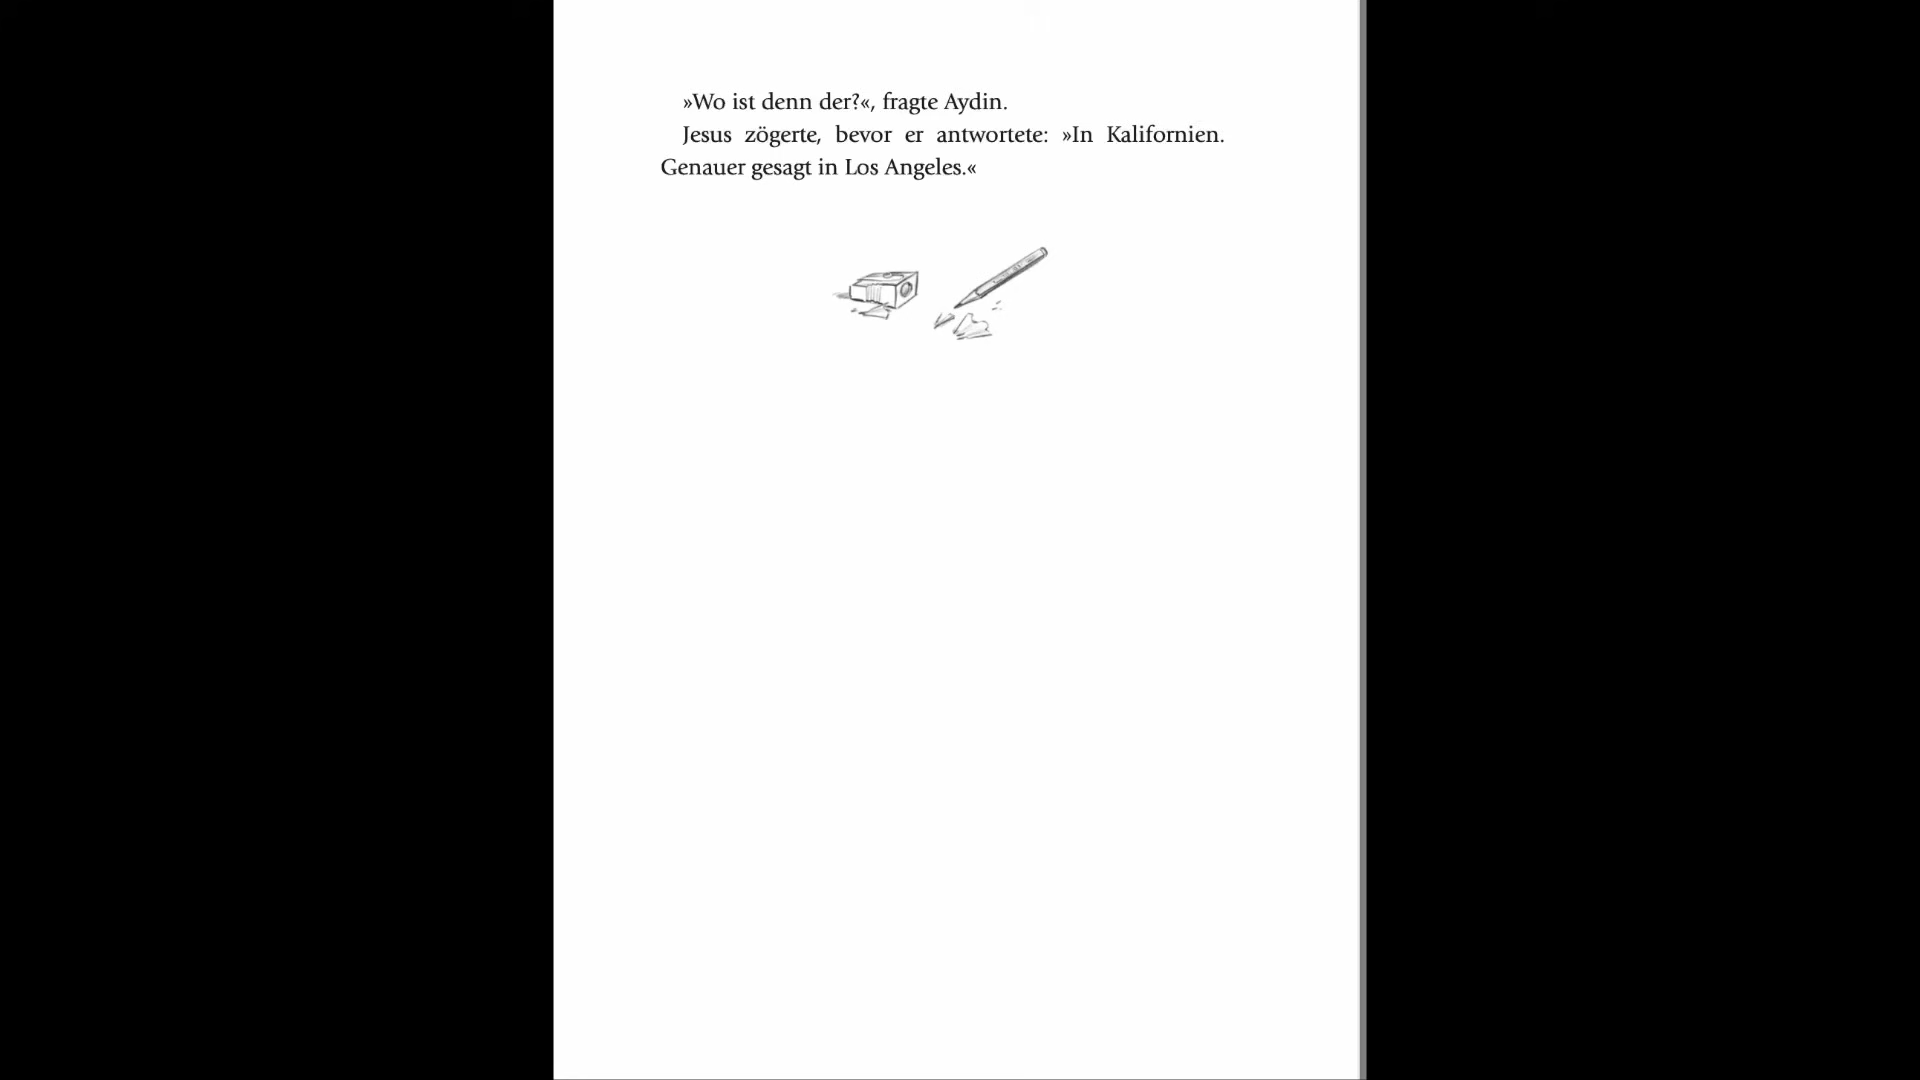 »Wo ist denn der?«, fragte Aydin.
Jesus zögerte, bevor er antwortete: »In Kalifornien.
Genauer gesagt in Los Angeles.«